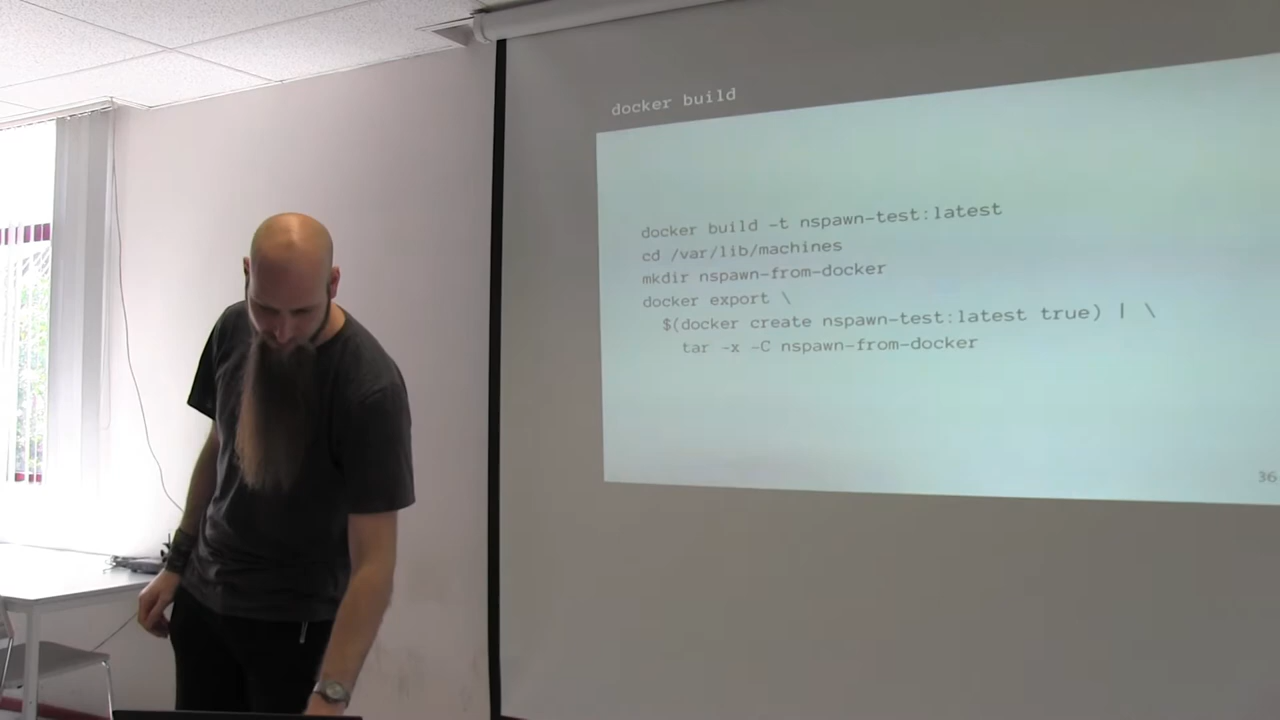 docker build
docker build -t nspawn-test:latest
cd /var/lib/machines
mkdir nspawn-from-docker
docker export \
$(docker create nspawn-test:latest true) | \
tar -x -C nspawn-from-docker
36